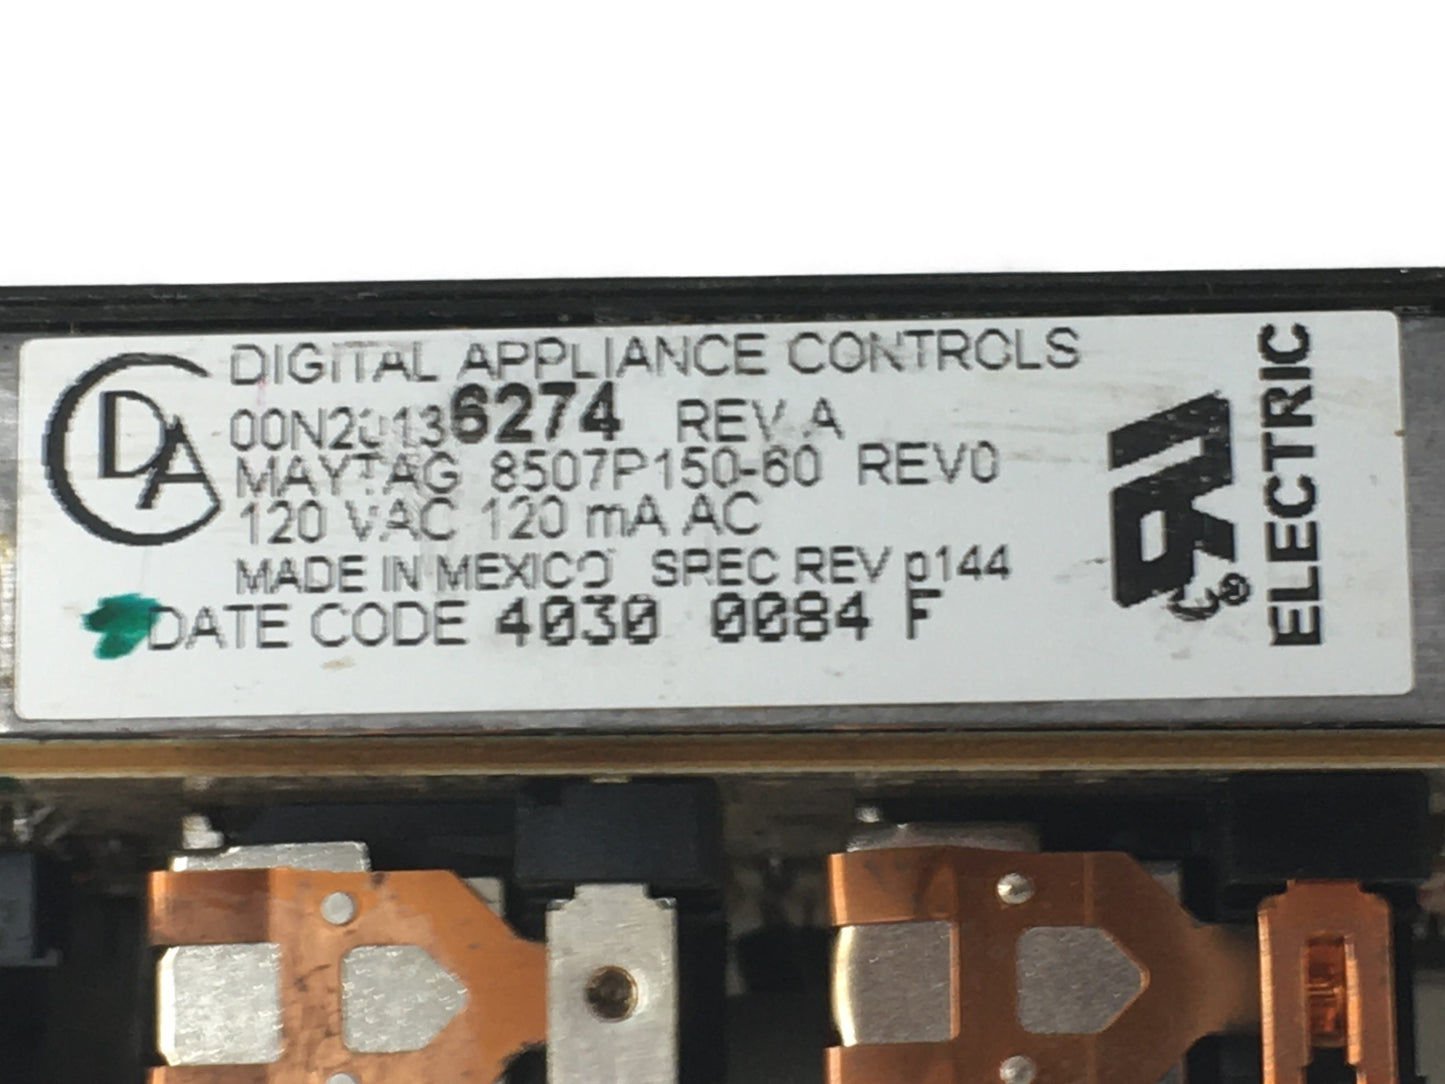 DIGITAL APPLIANCE CONTROLS
DA
00N20136274 REV.A
MAYTAG 8507P150-60 REV0
120 VAC 120 mA AC
MADE IN MEXICO SPEC REV p144
DATE CODE 4030 0084 F
ELECTRIC